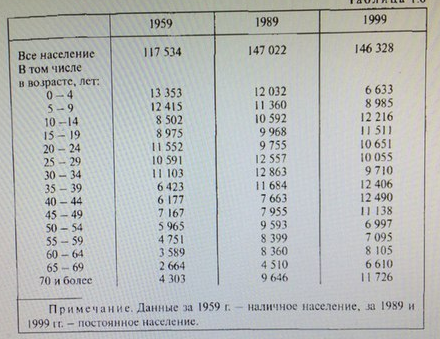 1959 1989 1999
Все население 117 534 147 022 146 328
В том числе
в возрасте, лет:
0 – 4 13 353 12 032 6 633
5 – 9 12 415 11 360 8 985
10 –14 8 502 10 592 12 216
15 – 19 8 975 9 968 11 511
20 – 24 11 552 9 755 10 651
25 – 29 10 591 12 557 10 055
30 – 34 11 103 12 863 9 710
35 – 39 6 423 11 684 12 406
40 – 44 6 177 7 663 12 490
45 – 49 7 167 7 955 11 138
50 – 54 5 965 9 593 6 997
55 – 59 4 751 8 399 7 095
60 – 64 3 589 8 360 8 105
65 – 69 2 664 4 510 6 610
70 и более 4 303 9 646 11 726
Примечание. Данные за 1959 г. – наличное население, за 1989 и
1999 гг. – постоянное население.